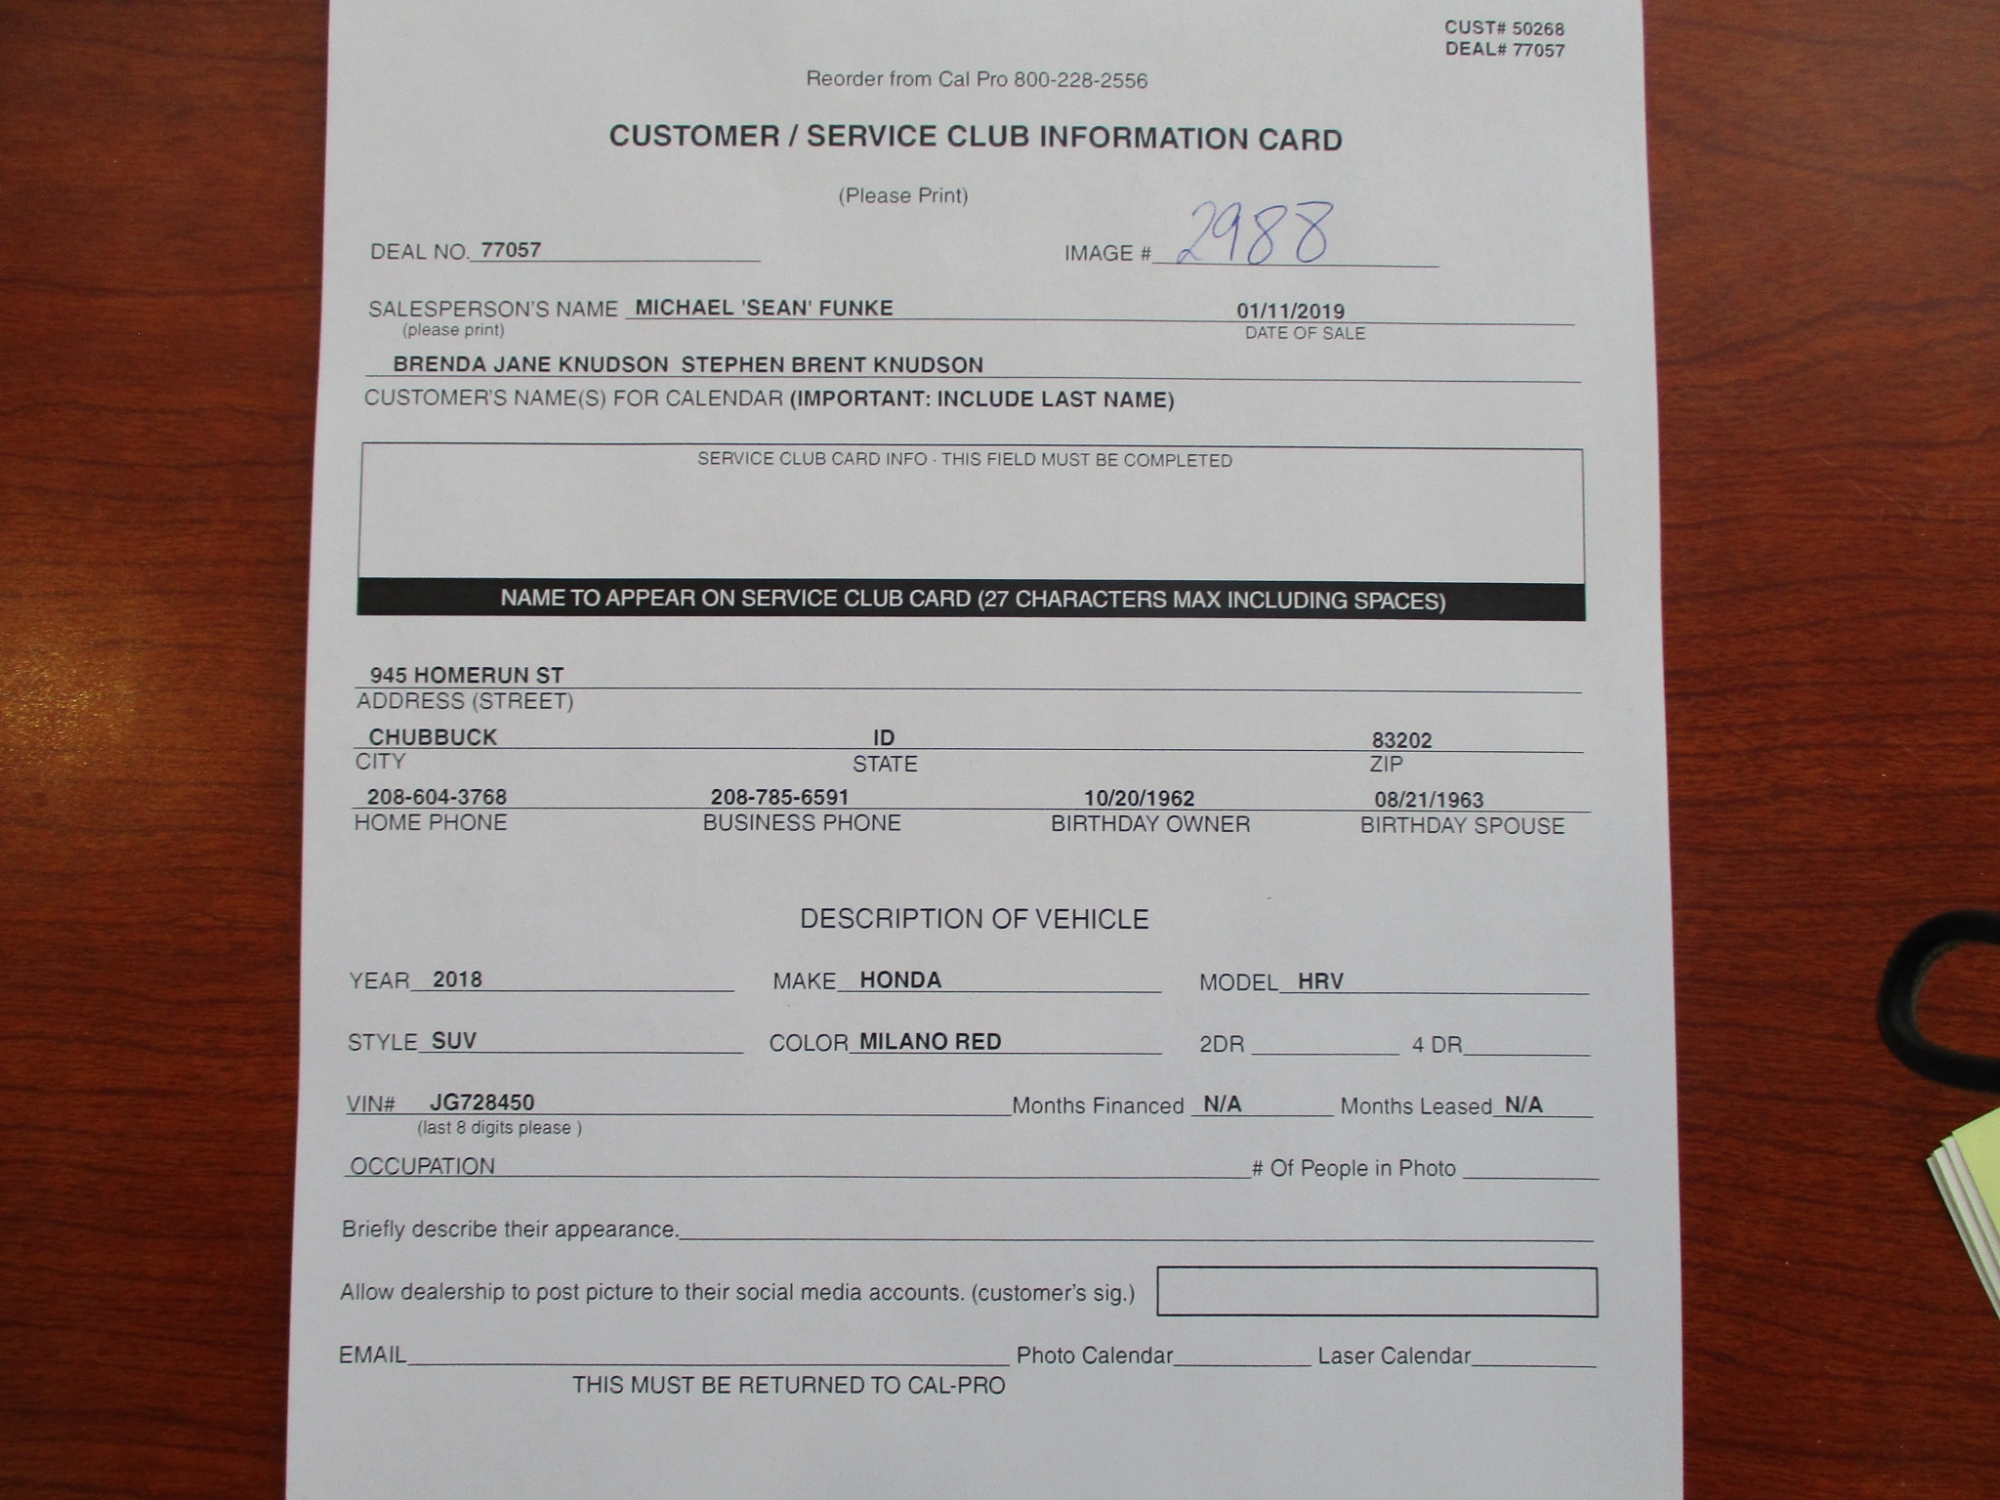 CUST# 50268
DEAL# 77057
Reorder from Cal Pro 800-228-2556
CUSTOMER / SERVICE CLUB INFORMATION CARD
(Please Print)
DEAL NO. 77057 IMAGE # 2988
SALESPERSON'S NAME MICHAEL 'SEAN' FUNKE 01/11/2019
(please print) DATE OF SALE
BRENDA JANE KNUDSON STEPHEN BRENT KNUDSON
CUSTOMER'S NAME(S) FOR CALENDAR (IMPORTANT: INCLUDE LAST NAME)
SERVICE CLUB CARD INFO - THIS FIELD MUST BE COMPLETED
NAME TO APPEAR ON SERVICE CLUB CARD (27 CHARACTERS MAX INCLUDING SPACES)
945 HOMERUN ST
ADDRESS (STREET)
CHUBBUCK ID 83202
CITY STATE ZIP
208-604-3768 208-785-6591 10/20/1962 08/21/1963
HOME PHONE BUSINESS PHONE BIRTHDAY OWNER BIRTHDAY SPOUSE
DESCRIPTION OF VEHICLE
YEAR 2018 MAKE HONDA MODEL HRV
STYLE SUV COLOR MILANO RED 2DR 4 DR
VIN# JG728450 Months Financed N/A Months Leased N/A
(last 8 digits please )
OCCUPATION # Of People in Photo
Briefly describe their appearance.
Allow dealership to post picture to their social media accounts. (customer's sig.)
EMAIL Photo Calendar Laser Calendar
THIS MUST BE RETURNED TO CAL-PRO